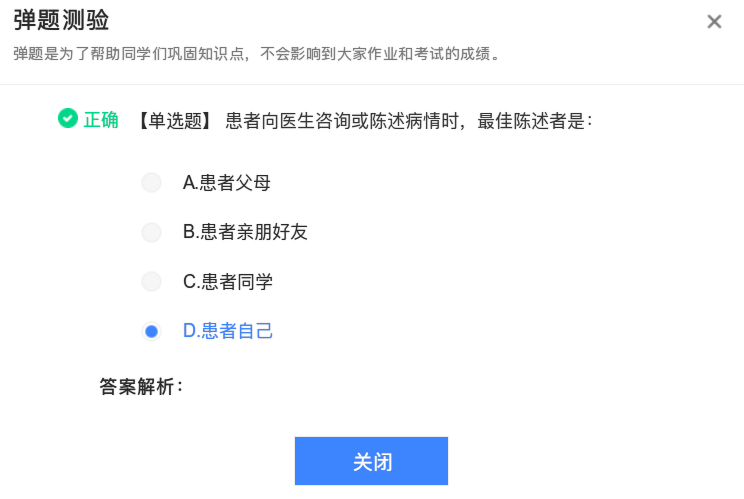 弹题测验
弹题是为了帮助同学们巩固知识点，不会影响到大家作业和考试的成绩。
正确 【单选题】 患者向医生咨询或陈述病情时，最佳陈述者是：
A.患者父母
B.患者亲朋好友
C.患者同学
D.患者自己
答案解析：
关闭